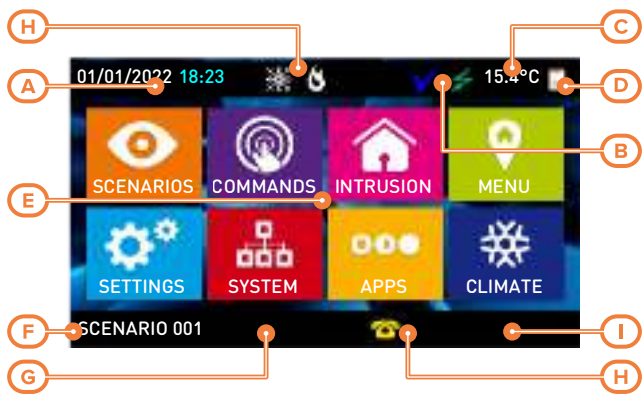 H
C
01/01/2022 18:23 15.4°C
A
D
B
SCENARIOS COMMANDS INTRUSION MENU
E
SETTINGS SYSTEM APPS CLIMATE
F
SCENARIO 001
I
G
H